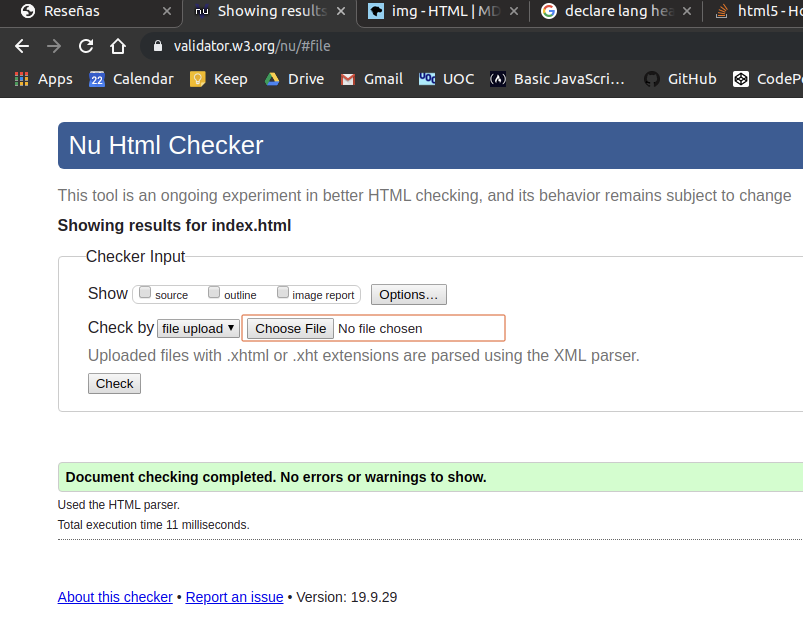 Reseñas
nu Showing results
img - HTML | MD
declare lang hea
html5 - Ho
validator.w3.org/nu/#file
Apps 22 Calendar Keep Drive Gmail UOC UOC Basic JavaScri… GitHub CodePe
Nu Html Checker
This tool is an ongoing experiment in better HTML checking, and its behavior remains subject to change
Showing results for index.html
Checker Input
Show source outline image report Options…
Check by file upload Choose File No file chosen
Uploaded files with .xhtml or .xht extensions are parsed using the XML parser.
Check
Document checking completed. No errors or warnings to show.
Used the HTML parser.
Total execution time 11 milliseconds.
About this checker • Report an issue • Version: 19.9.29